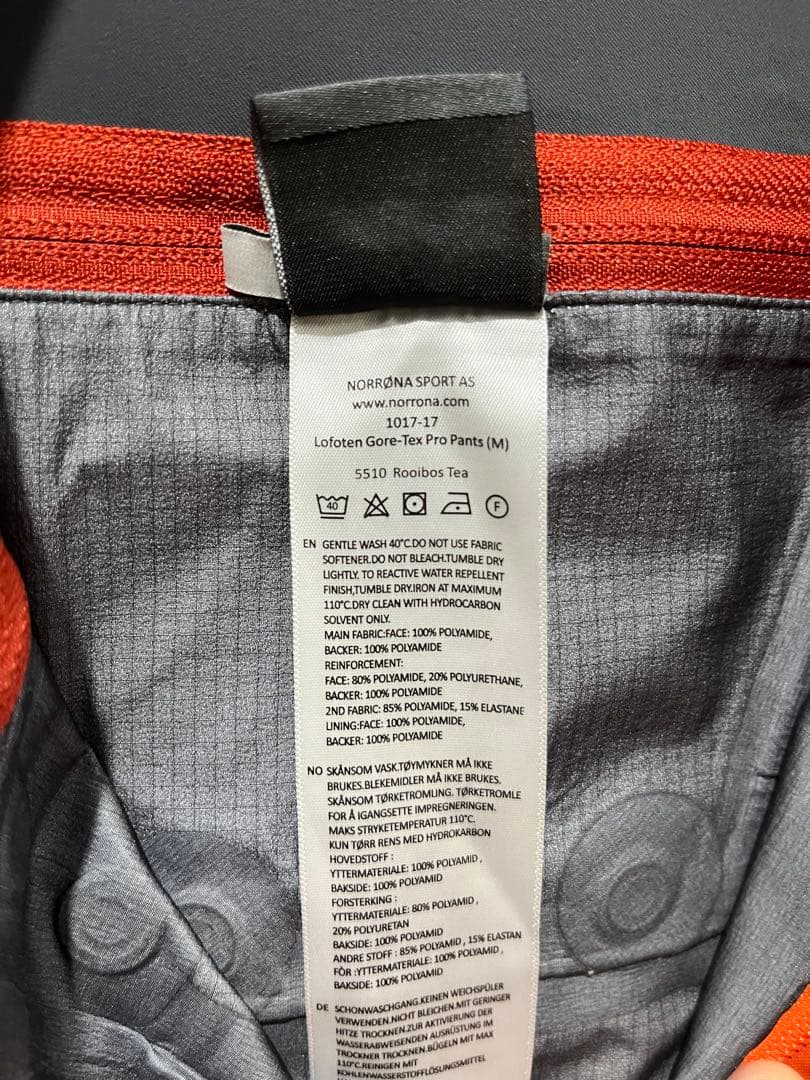 NORRØNA SPORT AS
www.norrona.com
1017-17
Lofoten Gore-Tex Pro Pants (M)
5510 Rooibos Tea
40 F
EN GENTLE WASH 40°C.DO NOT USE FABRIC
SOFTENER.DO NOT BLEACH.TUMBLE DRY
LIGHTLY. TO REACTIVE WATER REPELLENT
FINISH,TUMBLE DRY.IRON AT MAXIMUM
110°C.DRY CLEAN WITH HYDROCARBON
SOLVENT ONLY.
MAIN FABRIC:FACE: 100% POLYAMIDE,
BACKER: 100% POLYAMIDE
REINFORCEMENT:
FACE: 80% POLYAMIDE, 20% POLYURETHANE,
BACKER: 100% POLYAMIDE
2ND FABRIC: 85% POLYAMIDE, 15% ELASTANE
LINING:FACE: 100% POLYAMIDE,
BACKER: 100% POLYAMIDE
NO SKÅNSOM VASK.TØYMYKNER MÅ IKKE
BRUKES.BLEKEMIDLER MÅ IKKE BRUKES.
SKÅNSOM TØRKETROMLING. TØRKETROMLE
FOR Å IGANGSETTE IMPREGNERINGEN.
MAKS STRYKETEMPERATUR 110°C.
KUN TØRR RENS MED HYDROKARBON
HOVEDSTOFF :
YTTERMATERIALE: 100% POLYAMID ,
BAKSIDE: 100% POLYAMID
FORSTERKING :
YTTERMATERIALE: 80% POLYAMID ,
20% POLYURETAN
BAKSIDE: 100% POLYAMID
ANDRE STOFF : 85% POLYAMID , 15% ELASTAN
FÔR :YTTERMATERIALE: 100% POLYAMID ,
BAKSIDE: 100% POLYAMID
DE SCHONWASCHGANG.KEINEN WEICHSPÜLER
VERWENDEN.NICHT BLEICHEN.MIT GERINGER
HITZE TROCKNEN.ZUR AKTIVIERUNG DER
WASSERABWEISENDEN AUSRÜSTUNG IM
TROCKNER TROCKNEN.BÜGELN MIT MAX
110°C.REINIGEN MIT
KOHLENWASSERSTOFFLÖSUNGSMITTEL